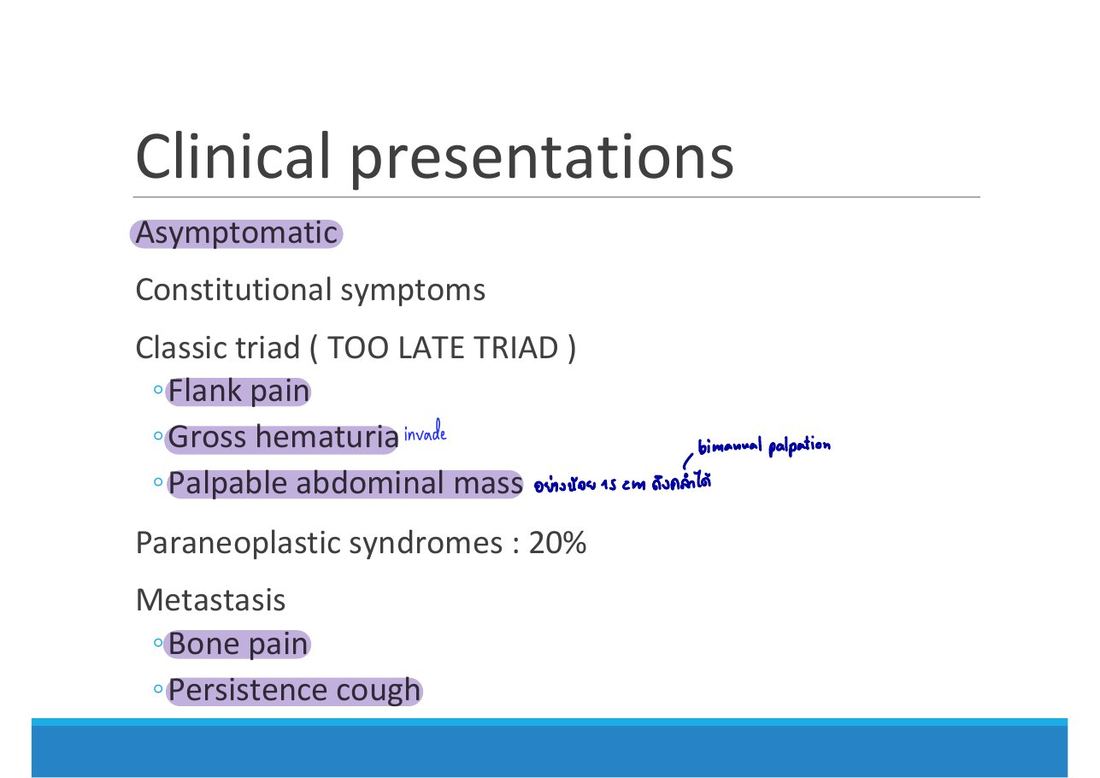 Clinical presentations
Asymptomatic
Constitutional symptoms
Classic triad ( TOO LATE TRIAD )
◦Flank pain
◦Gross hematuria invade
bimanual palpation
◦Palpable abdominal mass อย่างน้อย 15 cm ถึงคลำได้
Paraneoplastic syndromes : 20%
Metastasis
◦Bone pain
◦Persistence cough